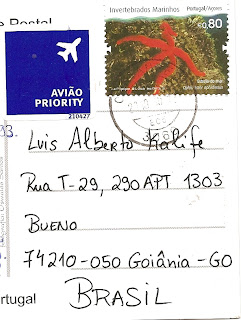 e Postal
Invertebrados Marinhos Portugal/Açores
€0,80
AVIÃO
PRIORITY
210427
Luis Alberto Kalife
Rua T-29, 290 APT 1303
BUENO
74210-050 Goiânia-GO
BRASIL
rtugal